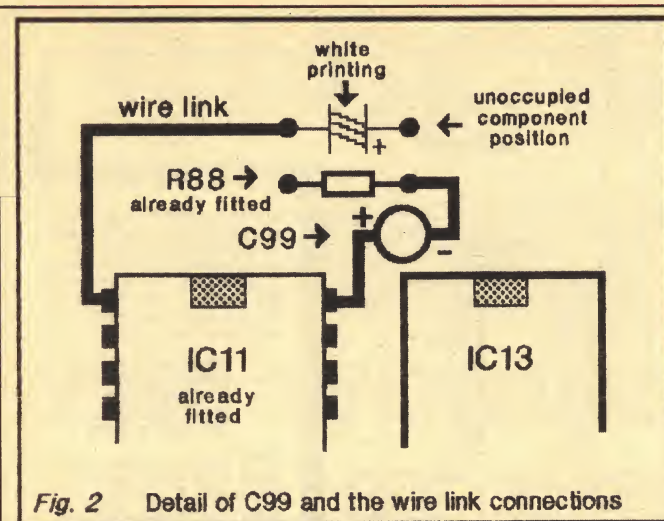 white
printing
wire link
unoccupied
component
position
+
R88
already fitted
+
C99
-
IC11
already
fitted
IC13
Fig. 2 Detail of C99 and the wire link connections